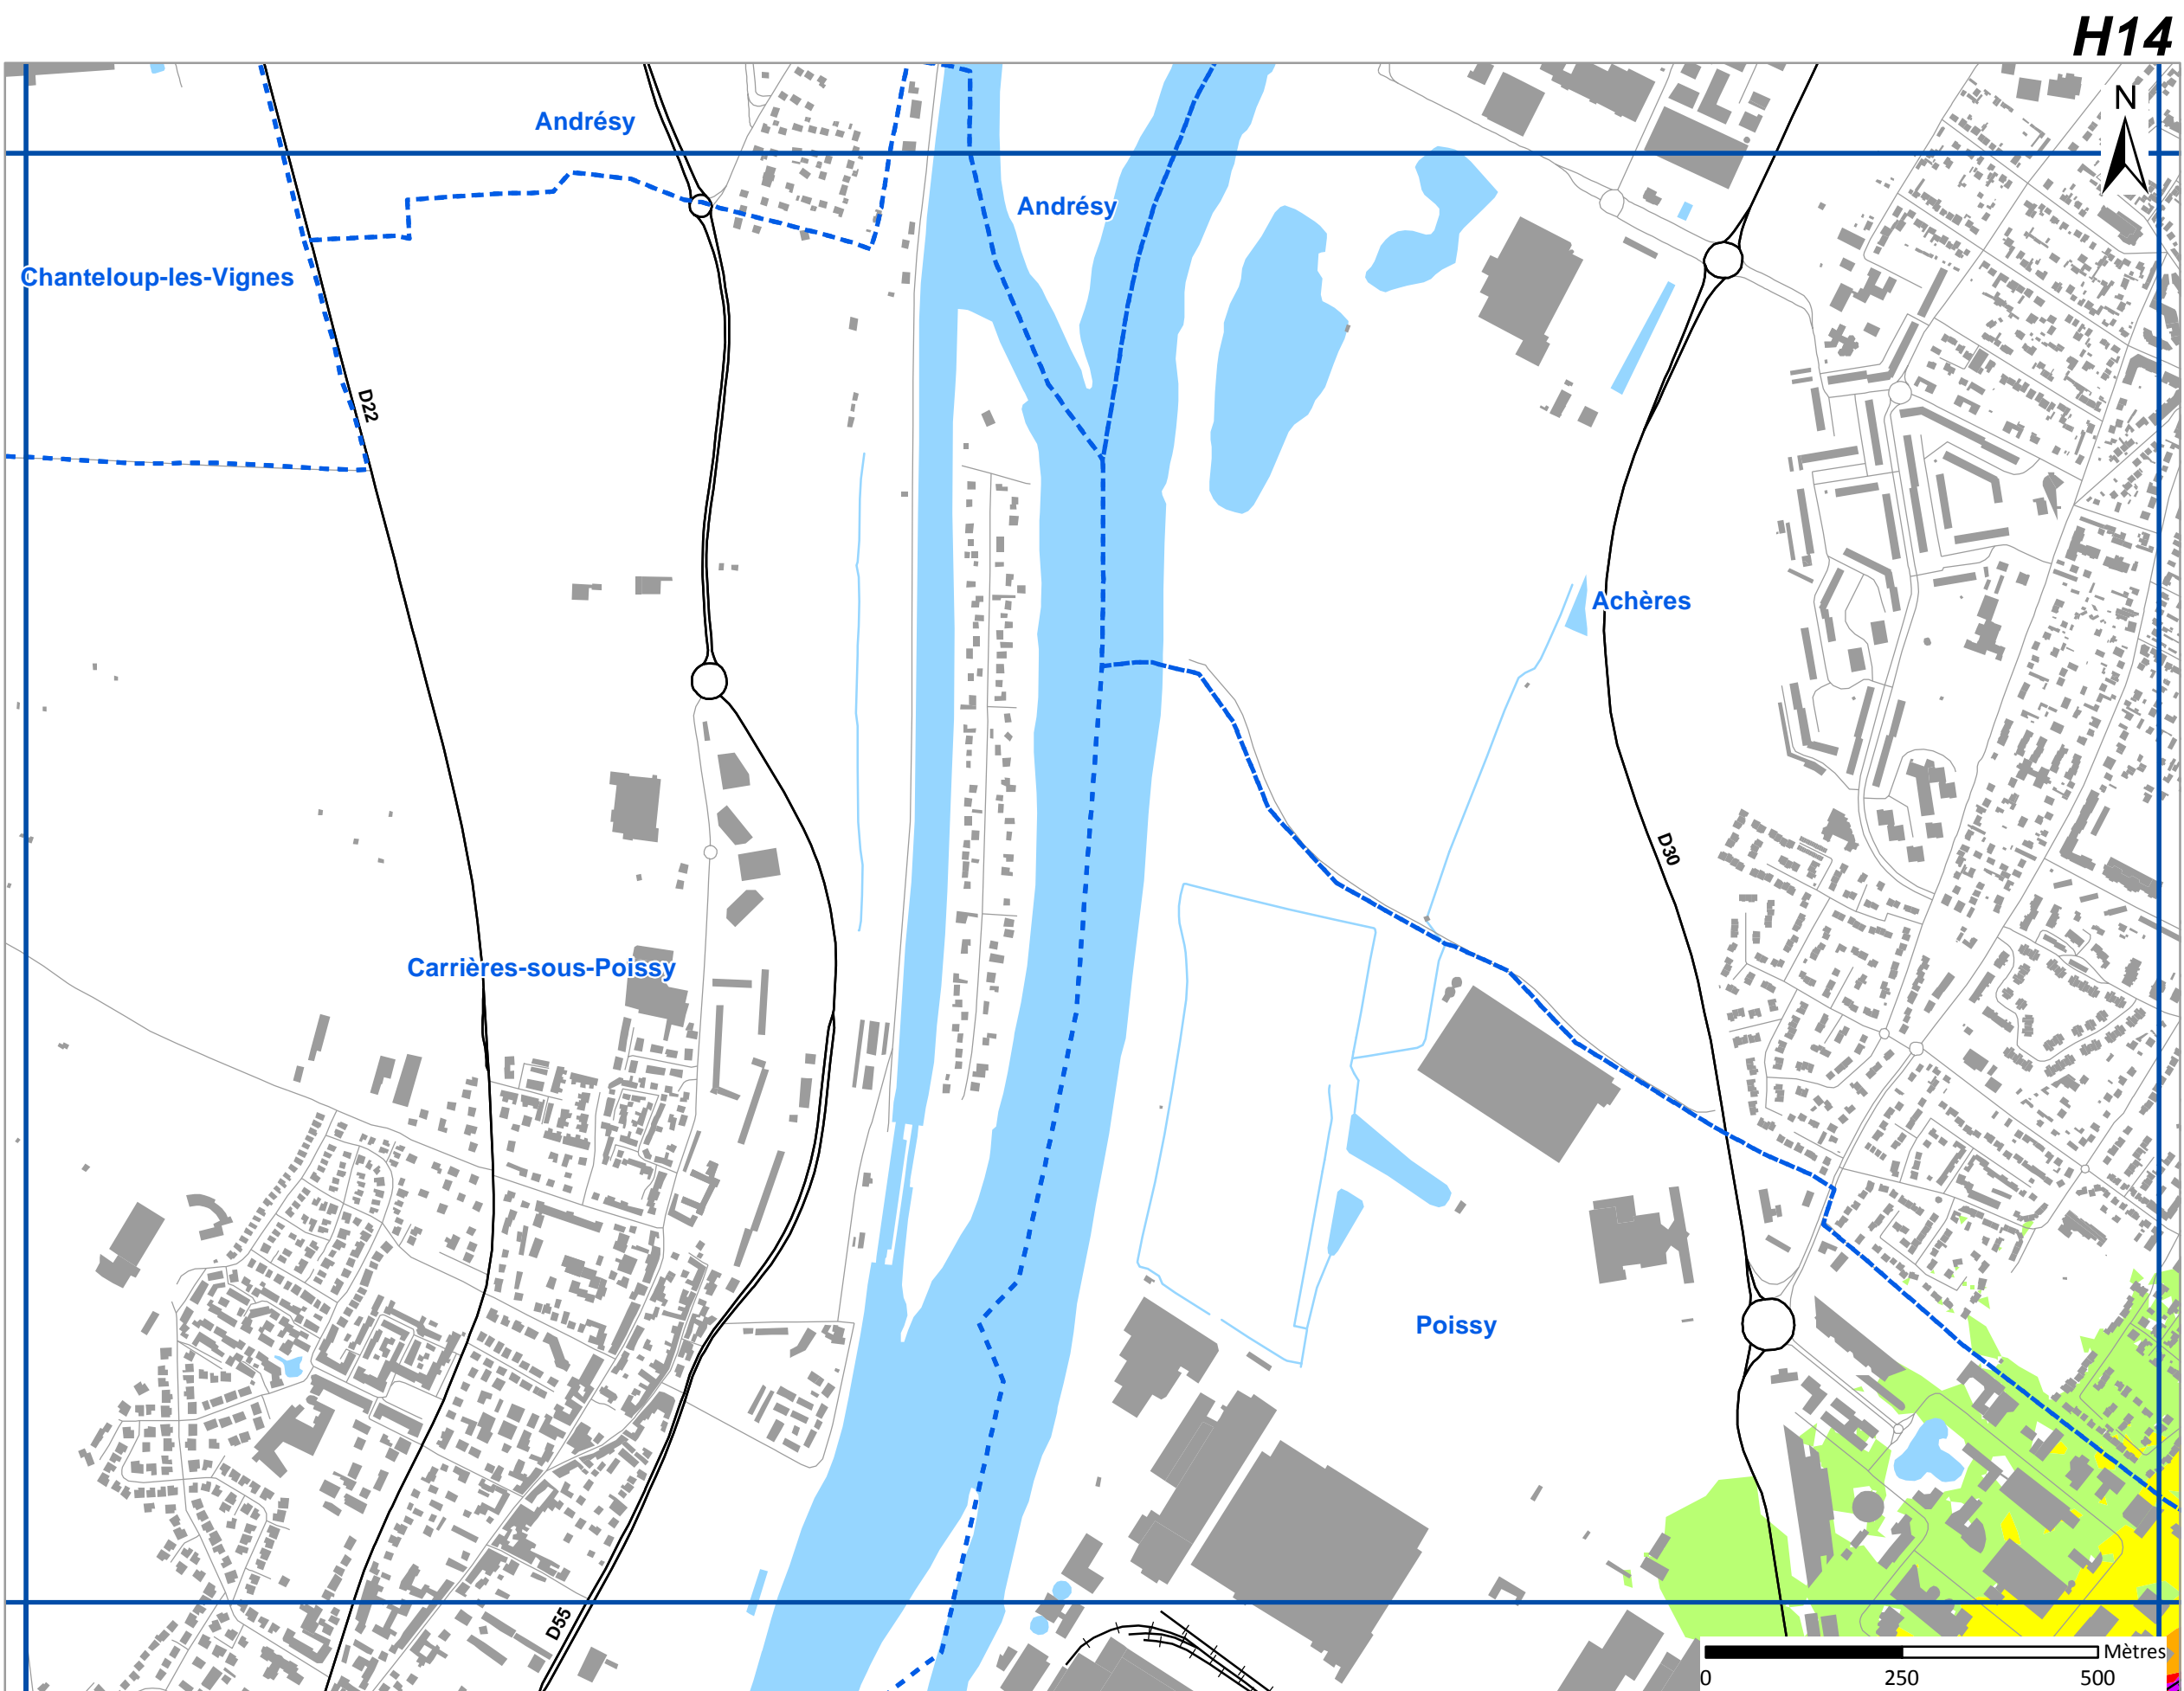 H14
N
Andrésy
Andrésy
Chanteloup-les-Vignes
D22
Achères
D30
Carrières-sous-Poissy
Poissy
D55
Mètres
0 250 500